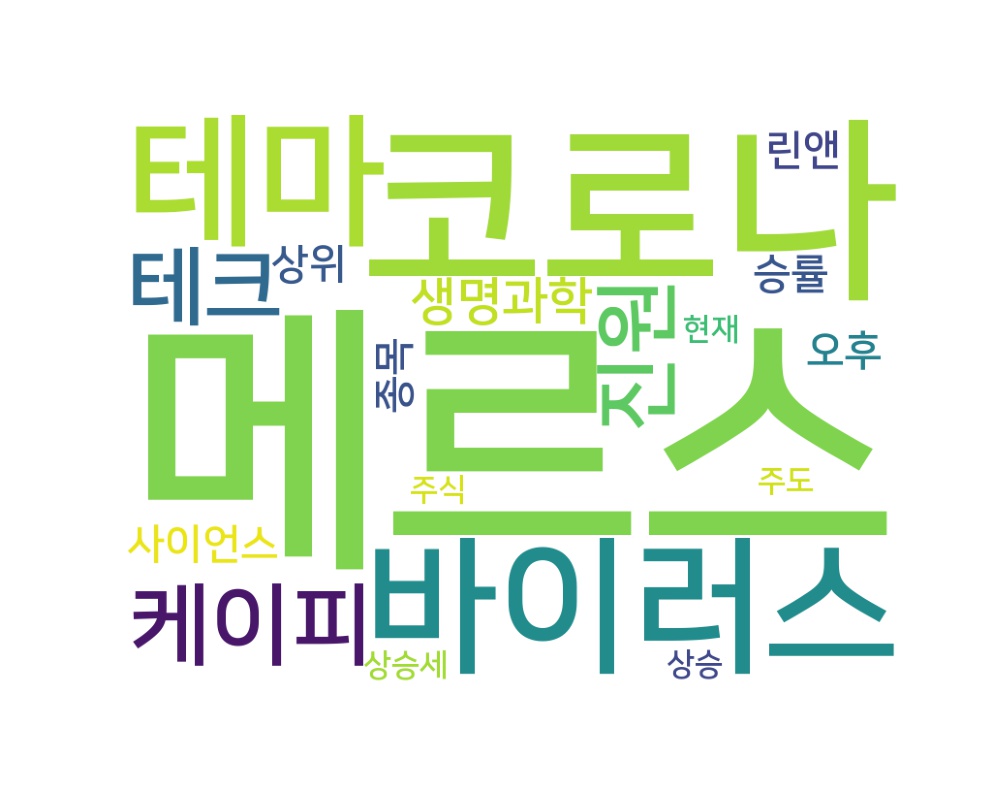 테마
코로나
린앤
테크
상위
승률
생명과학
진원
현재
오후
메르스
종목
주식
주도
사이언스
케이피
바이러스
상승세
상승